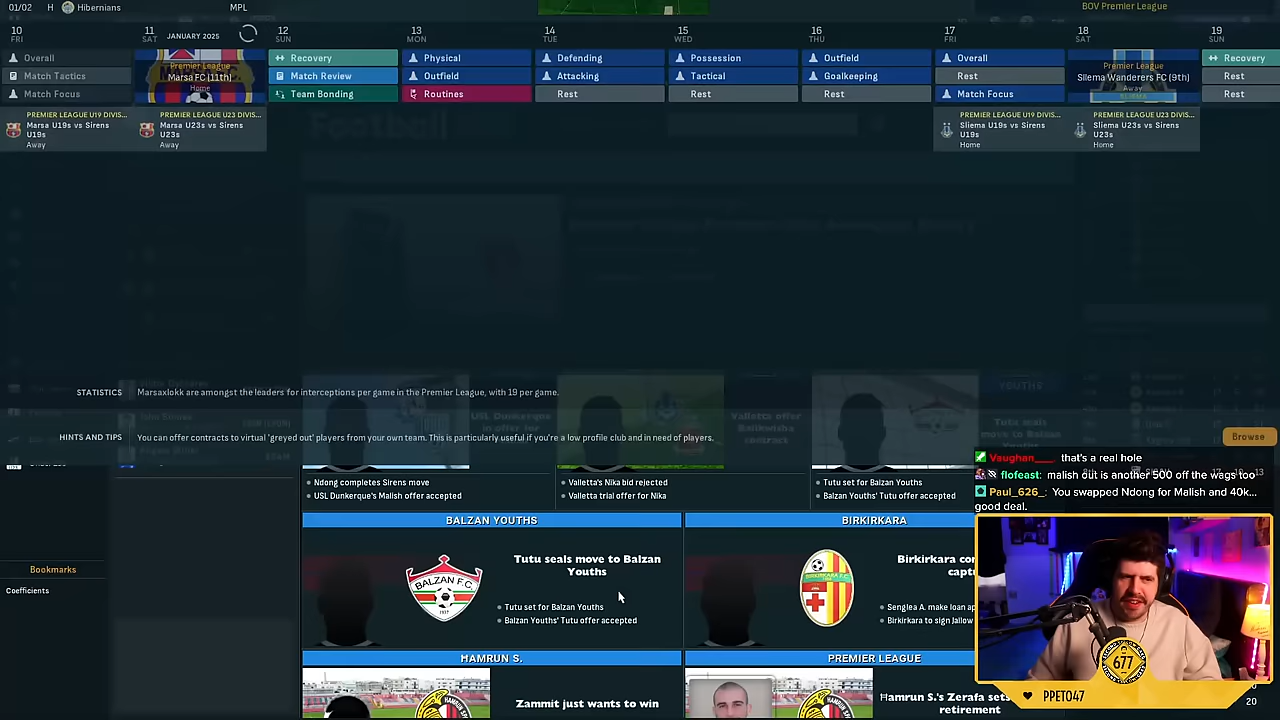 01/02 H Hibernians MPL
BOV Premier League
10 FRI
11 SAT
JANUARY 2025
12 SUN
13 MON
14 TUE
15 WED
16 THU
17 FRI
18 SAT
19 SUN
Overall
Match Tactics
Match Focus
Premier League
Marsa FC (11th)
Home
Recovery
Match Review
Team Bonding
Physical
Outfield
Routines
Defending
Attacking
Rest
Possession
Tactical
Rest
Outfield
Goalkeeping
Rest
Overall
Rest
Match Focus
Premier League
Sliema Wanderers FC (9th)
Away
Recovery
Rest
Rest
PREMIER LEAGUE U19 DIVIS...
Marsa U19s vs Sirens
U19s
Away
PREMIER LEAGUE U23 DIVIS...
Marsa U23s vs Sirens
U23s
Away
PREMIER LEAGUE U19 DIVIS...
Sliema U19s vs Sirens
U19s
Home
PREMIER LEAGUE U23 DIVIS...
Sliema U23s vs Sirens
U23s
Home
STATISTICS Marsaxlokk are amongst the leaders for interceptions per game in the Premier League, with 19 per game.
HINTS AND TIPS You can offer contracts to virtual 'greyed out' players from your own team. This is particularly useful if you're a low profile club and in need of players.
Browse
Ndong completes Sirens move
USL Dunkerque's Malish offer accepted
Valletta's Nika bid rejected
Valletta trial offer for Nika
Tutu set for Balzan Youths
Balzan Youths' Tutu offer accepted
Vaughan___: that's a real hole
flofeast: malish out is another 500 off the wags too
Paul_626_: You swapped Ndong for Malish and 40k...
good deal.
BALZAN YOUTHS
BIRKIRKARA
BALZAN F.C.
Tutu seals move to Balzan
Youths
Tutu set for Balzan Youths
Balzan Youths' Tutu offer accepted
Birkirkara con
captu
Senglea A. make loan ap
Birkirkara to sign Jallow
Bookmarks
Coefficients
HAMRUN S.
PREMIER LEAGUE
Zammit just wants to win
Hamrun S.'s Zerafa sets
retirement
677
PPET047
20